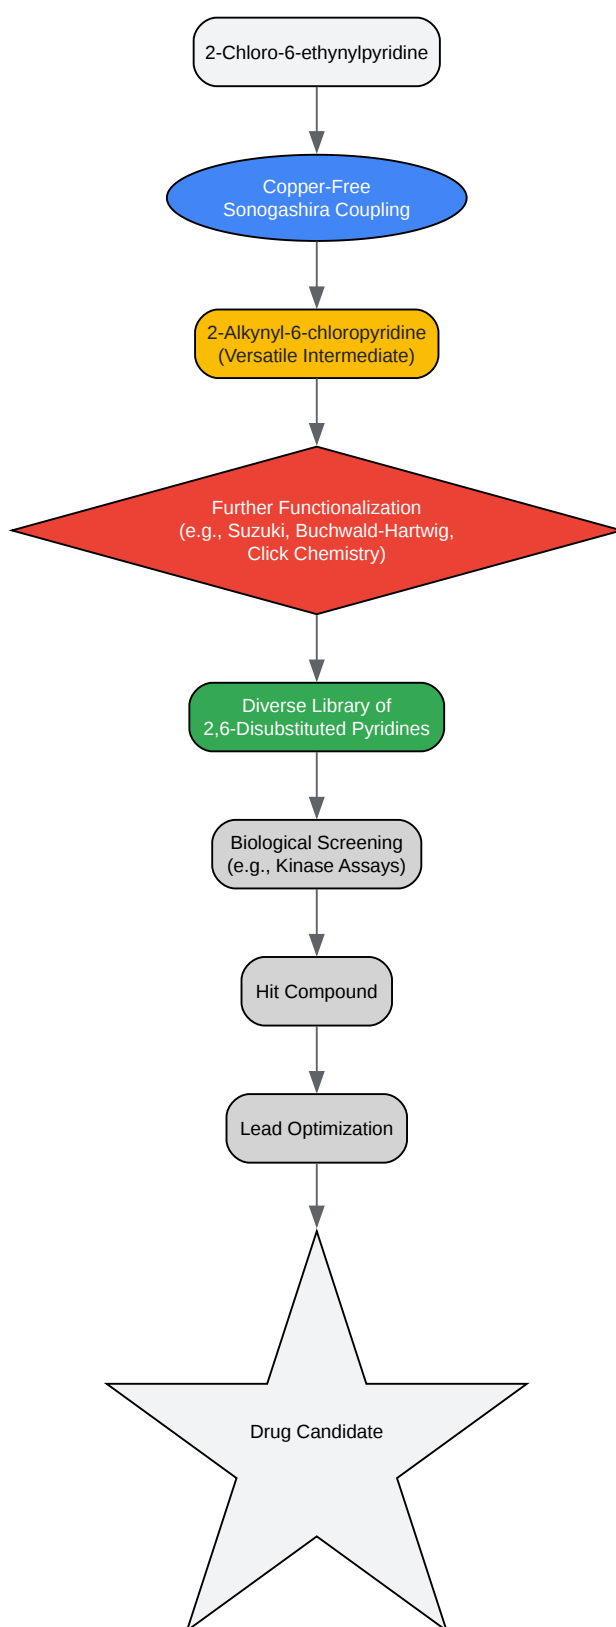 2-Chloro-6-ethynylpyridine
Copper-Free
Sonogashira Coupling
2-Alkynyl-6-chloropyridine
(Versatile Intermediate)
Further Functionalization
(e.g., Suzuki, Buchwald-Hartwig,
Click Chemistry)
Diverse Library of
2,6-Disubstituted Pyridines
Biological Screening
(e.g., Kinase Assays)
Hit Compound
Lead Optimization
Drug Candidate